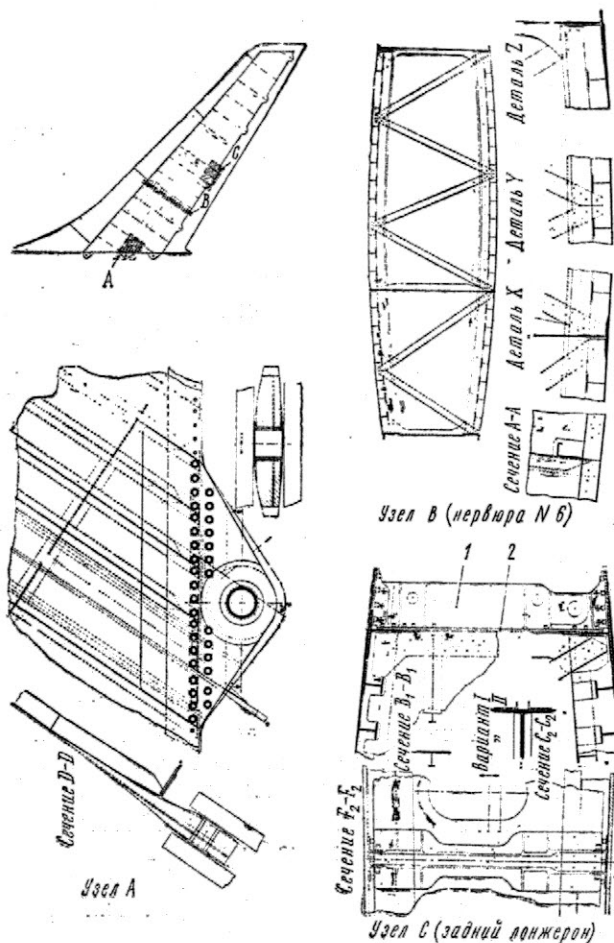 C
B
A
Деталь Z
Деталь Y
Деталь X
Сечение A-A
Узел B (нервюра N 6)
Сечение D-D
Узел A
1 2
Сечение B₁-B₁
Вариант I
" II
Сечение C₂-C₂
Сечение F₂-F₂
Узел C (задний лонжерон)